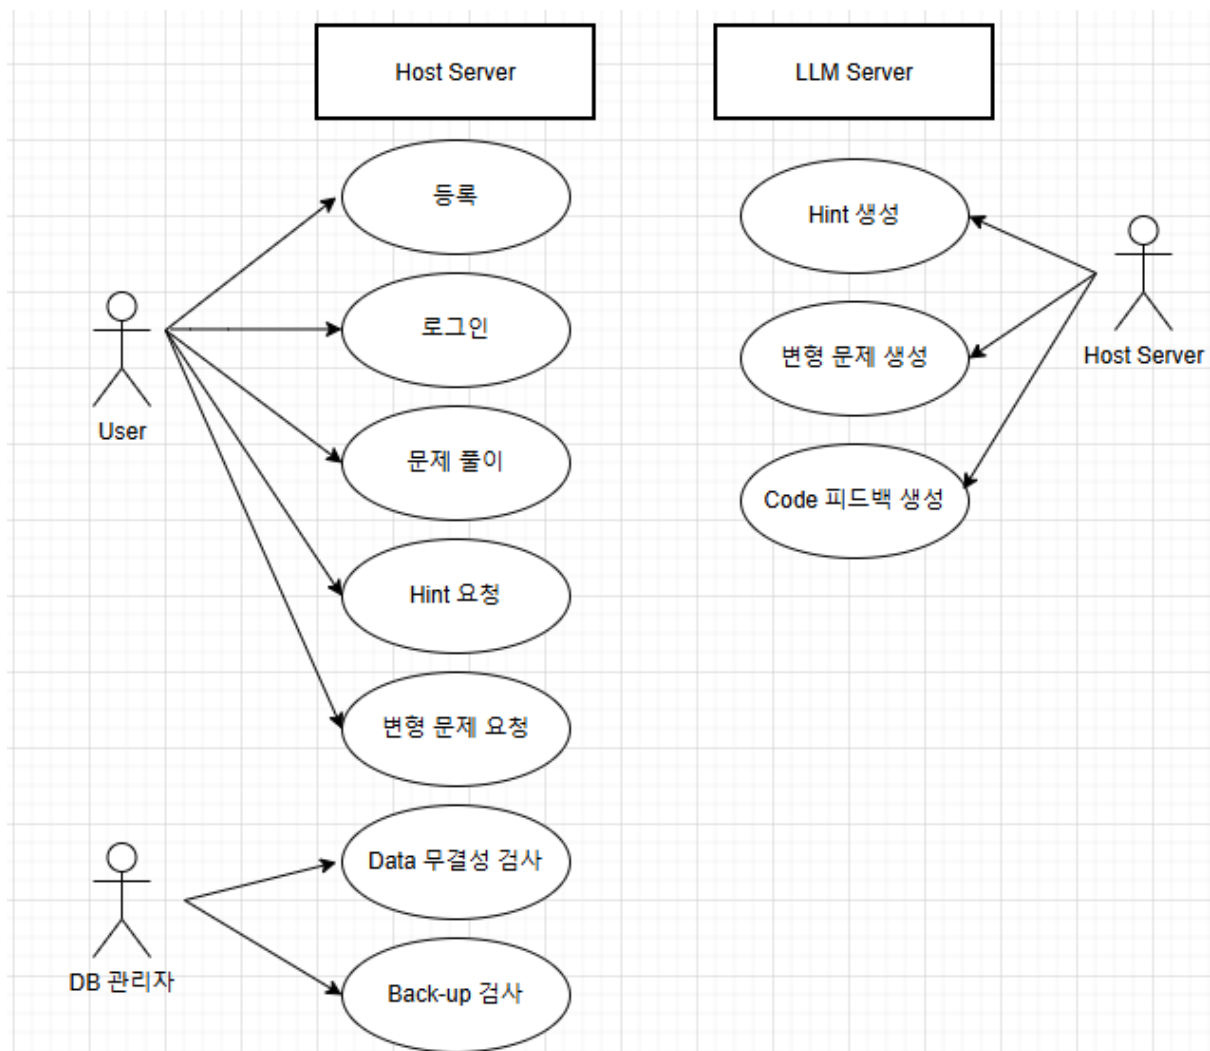 Host Server
LLM Server
등록
Hint 생성
로그인
변형 문제 생성
Host Server
User
문제 풀이
Code 피드백 생성
Hint 요청
변형 문제 요청
Data 무결성 검사
DB 관리자
Back-up 검사